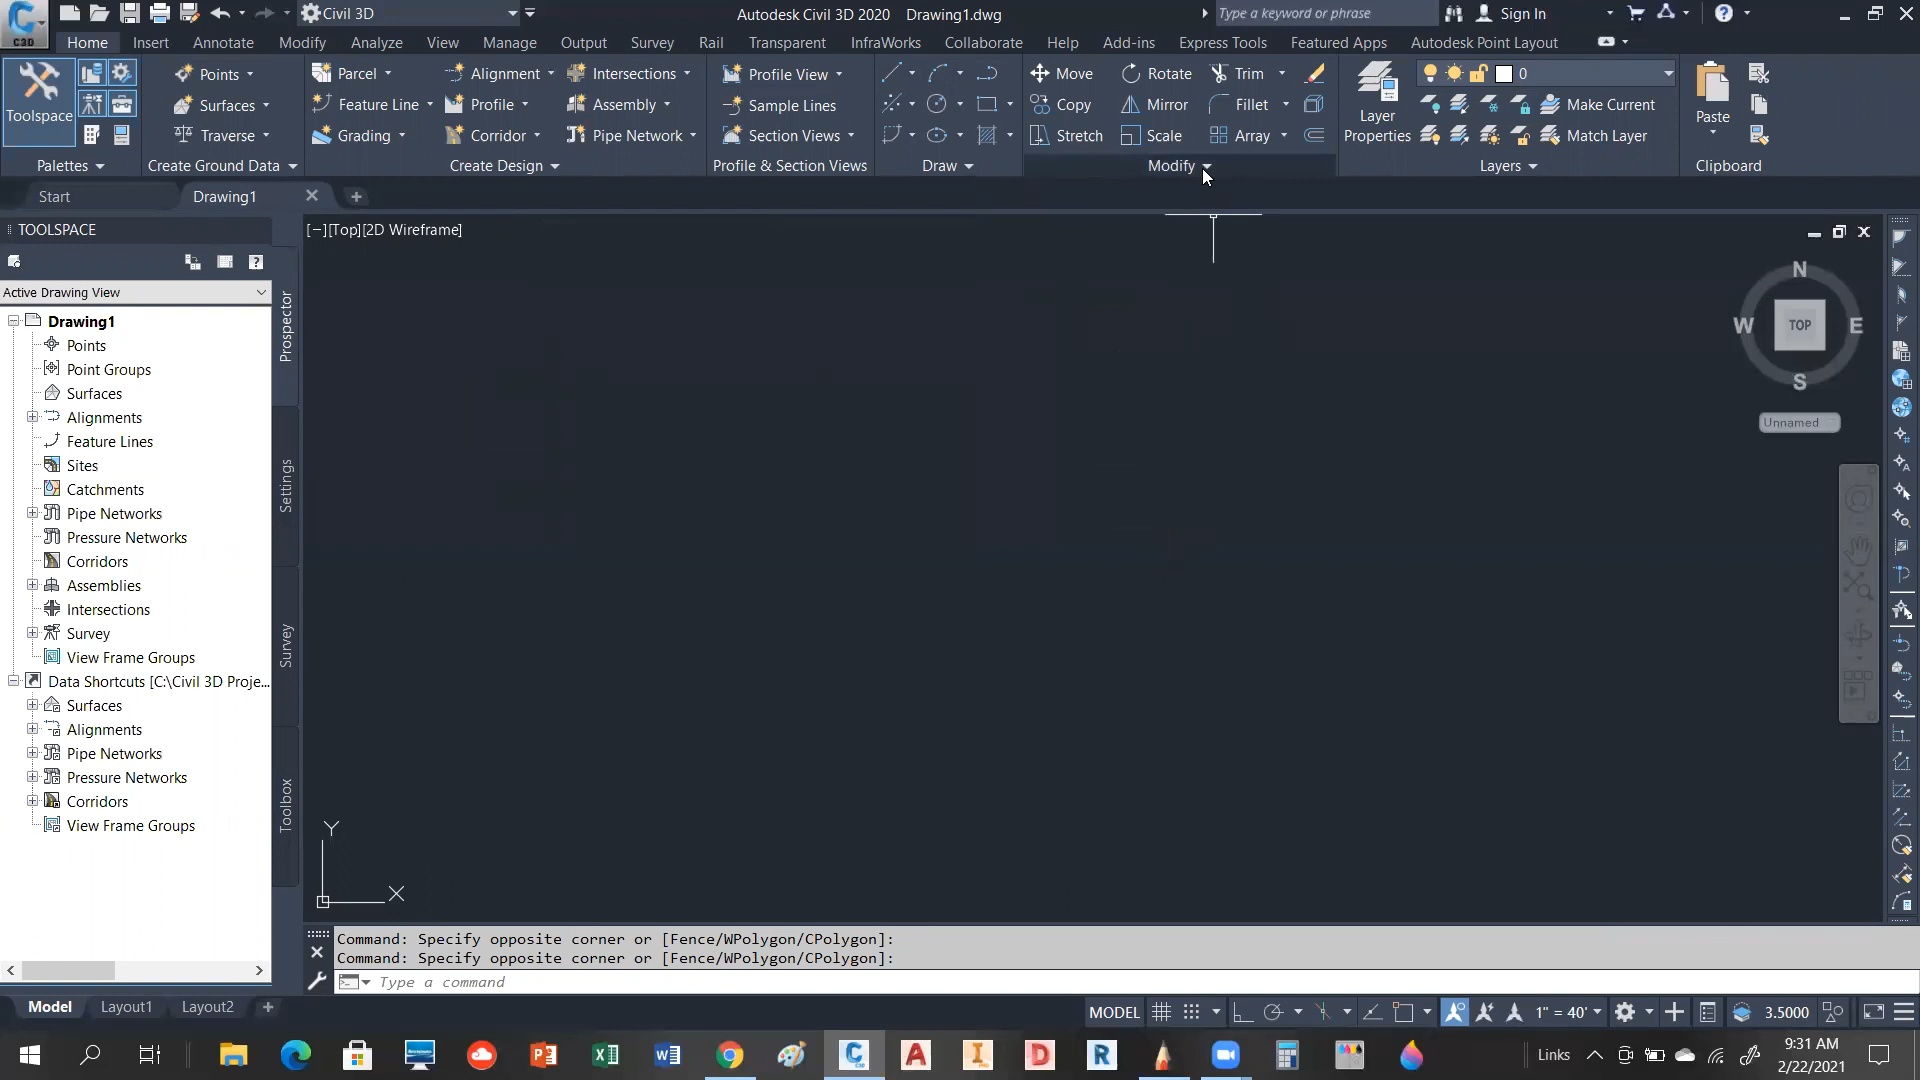 C3D
Civil 3D
Autodesk Civil 3D 2020 Drawing1.dwg
Type a keyword or phrase
Sign In
Home Insert Annotate Modify Analyze View Manage Output Survey Rail Transparent InfraWorks Collaborate Help Add-ins Express Tools Featured Apps Autodesk Point Layout
Toolspace
Points
Surfaces
Traverse
Parcel
Feature Line
Grading
Alignment
Profile
Corridor
Intersections
Assembly
Pipe Network
Profile View
Sample Lines
Section Views
Move
Copy
Stretch
Rotate
Mirror
Scale
Trim
Fillet
Array
Layer
Properties
0
Make Current
Match Layer
Paste
Palettes Create Ground Data Create Design Profile & Section Views Draw Modify Layers Clipboard
Start Drawing1
TOOLSPACE
Active Drawing View
Drawing1
Points
Point Groups
Surfaces
Alignments
Feature Lines
Sites
Catchments
Pipe Networks
Pressure Networks
Corridors
Assemblies
Intersections
Survey
View Frame Groups
Data Shortcuts [C:\Civil 3D Proje...
Surfaces
Alignments
Pipe Networks
Pressure Networks
Corridors
View Frame Groups
Prospector
Settings
Survey
Toolbox
[−][Top][2D Wireframe]
N
W TOP E
S
Unnamed
Y
X
Command: Specify opposite corner or [Fence/WPolygon/CPolygon]:
Command: Specify opposite corner or [Fence/WPolygon/CPolygon]:
Type a command
Model Layout1 Layout2
MODEL
1" = 40'
3.5000
Links
9:31 AM
2/22/2021